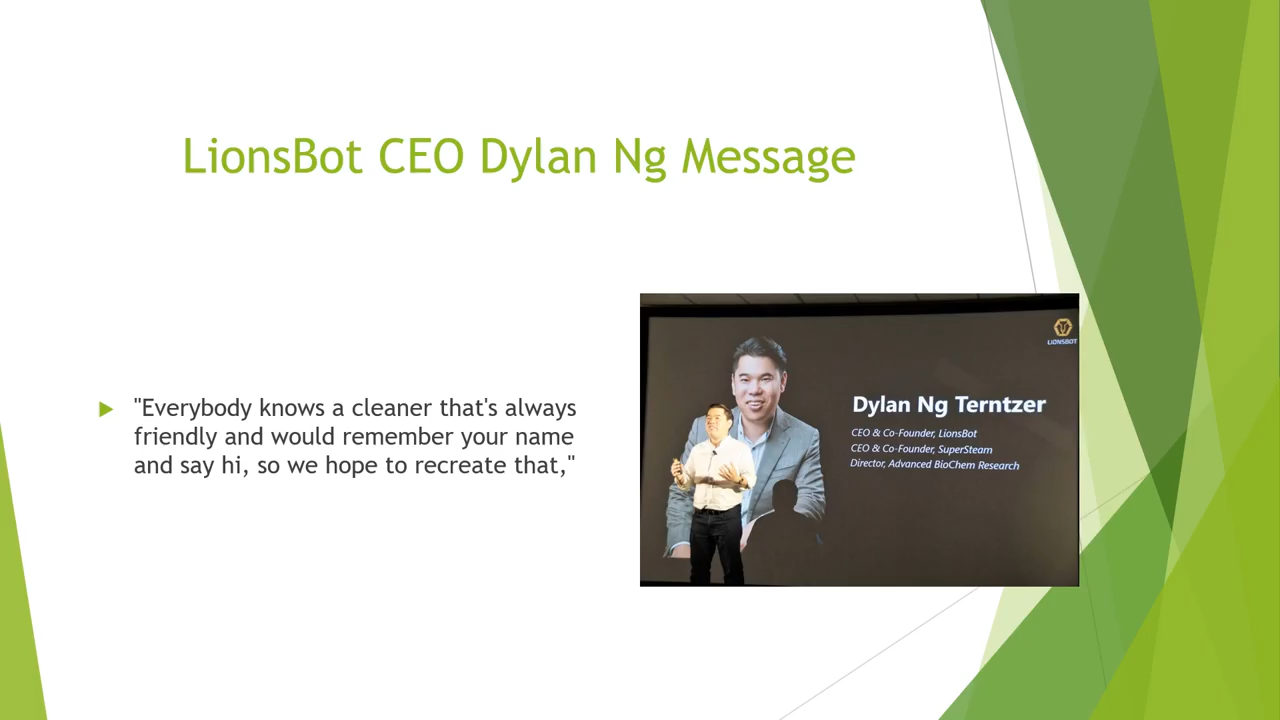 LionsBot CEO Dylan Ng Message
"Everybody knows a cleaner that's always
friendly and would remember your name
and say hi, so we hope to recreate that,"
LIONSBOT
Dylan Ng Terntzer
CEO & Co-Founder, LionsBot
CEO & Co-Founder, SuperSteam
Director, Advanced BioChem Research